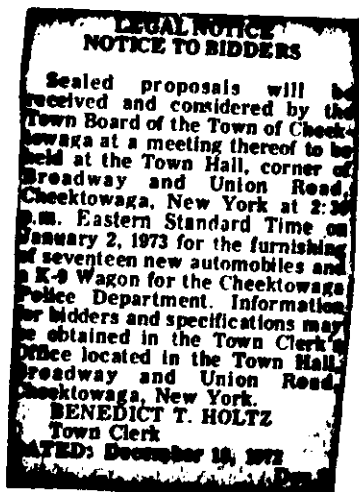 LEGAL NOTICE
NOTICE TO BIDDERS
Sealed proposals will be
received and considered by the
Town Board of the Town of Cheek-
towaga at a meeting thereof to be
held at the Town Hall, corner of
Broadway and Union Road,
Cheektowaga, New York at 2:30
p.m. Eastern Standard Time on
January 2, 1973 for the furnishing
of seventeen new automobiles and
a K-9 Wagon for the Cheektowaga
Police Department. Information
for bidders and specifications may
be obtained in the Town Clerk's
Office located in the Town Hall,
Broadway and Union Road,
Cheektowaga, New York.
BENEDICT T. HOLTZ
Town Clerk
DATED: December 1972